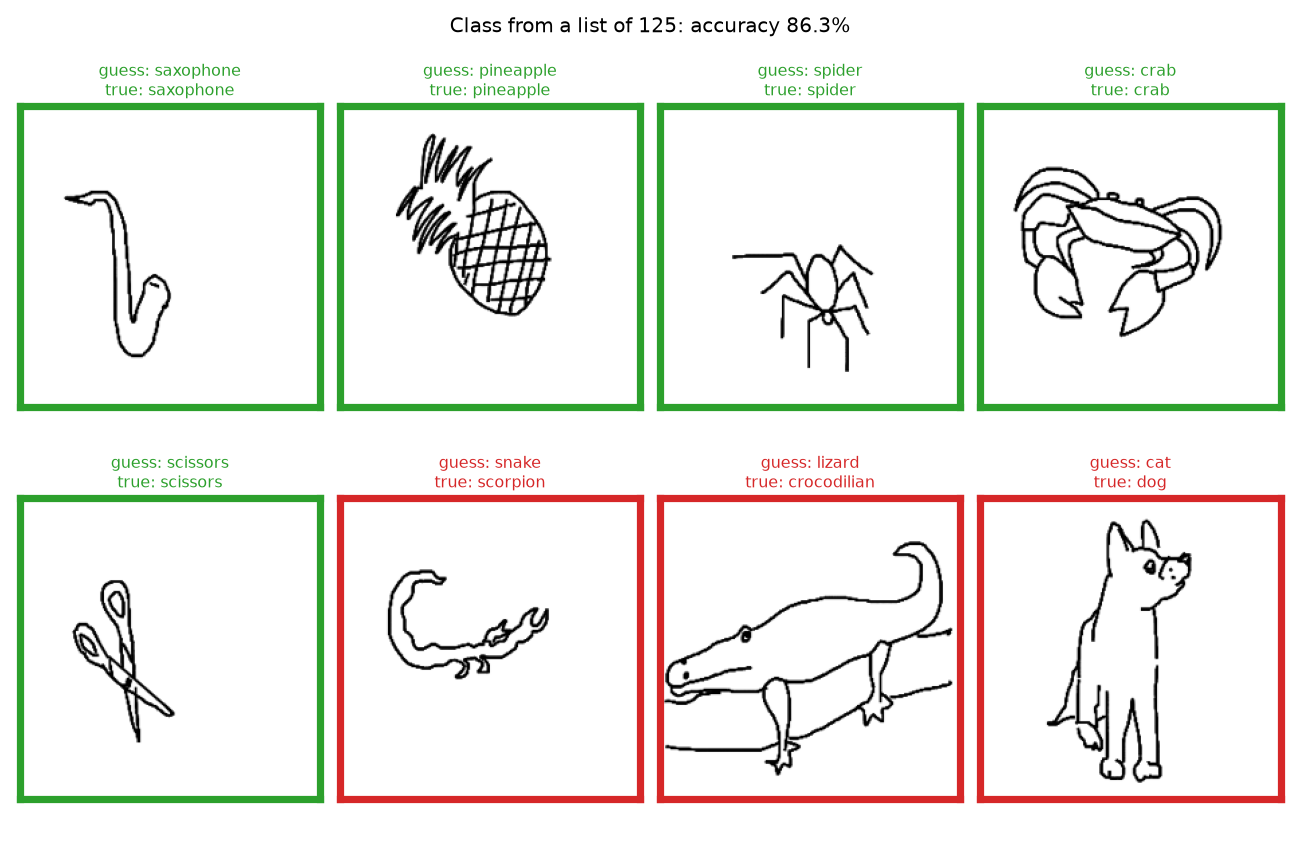 Class from a list of 125: accuracy 86.3%
guess: saxophone
true: saxophone
guess: pineapple
true: pineapple
guess: spider
true: spider
guess: crab
true: crab
guess: scissors
true: scissors
guess: snake
true: scorpion
guess: lizard
true: crocodilian
guess: cat
true: dog